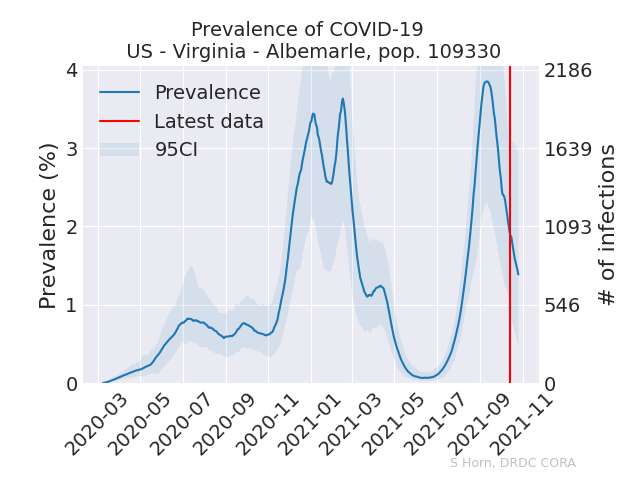 Prevalence of COVID-19
US - Virginia - Albemarle, pop. 109330
Prevalence
Latest data
95CI
Prevalence (%)
4
3
2
1
0
2186
1639
1093
546
0
# of infections
2020-03
2020-05
2020-07
2020-09
2020-11
2021-01
2021-03
2021-05
2021-07
2021-09
2021-11
S Horn, DRDC CORA